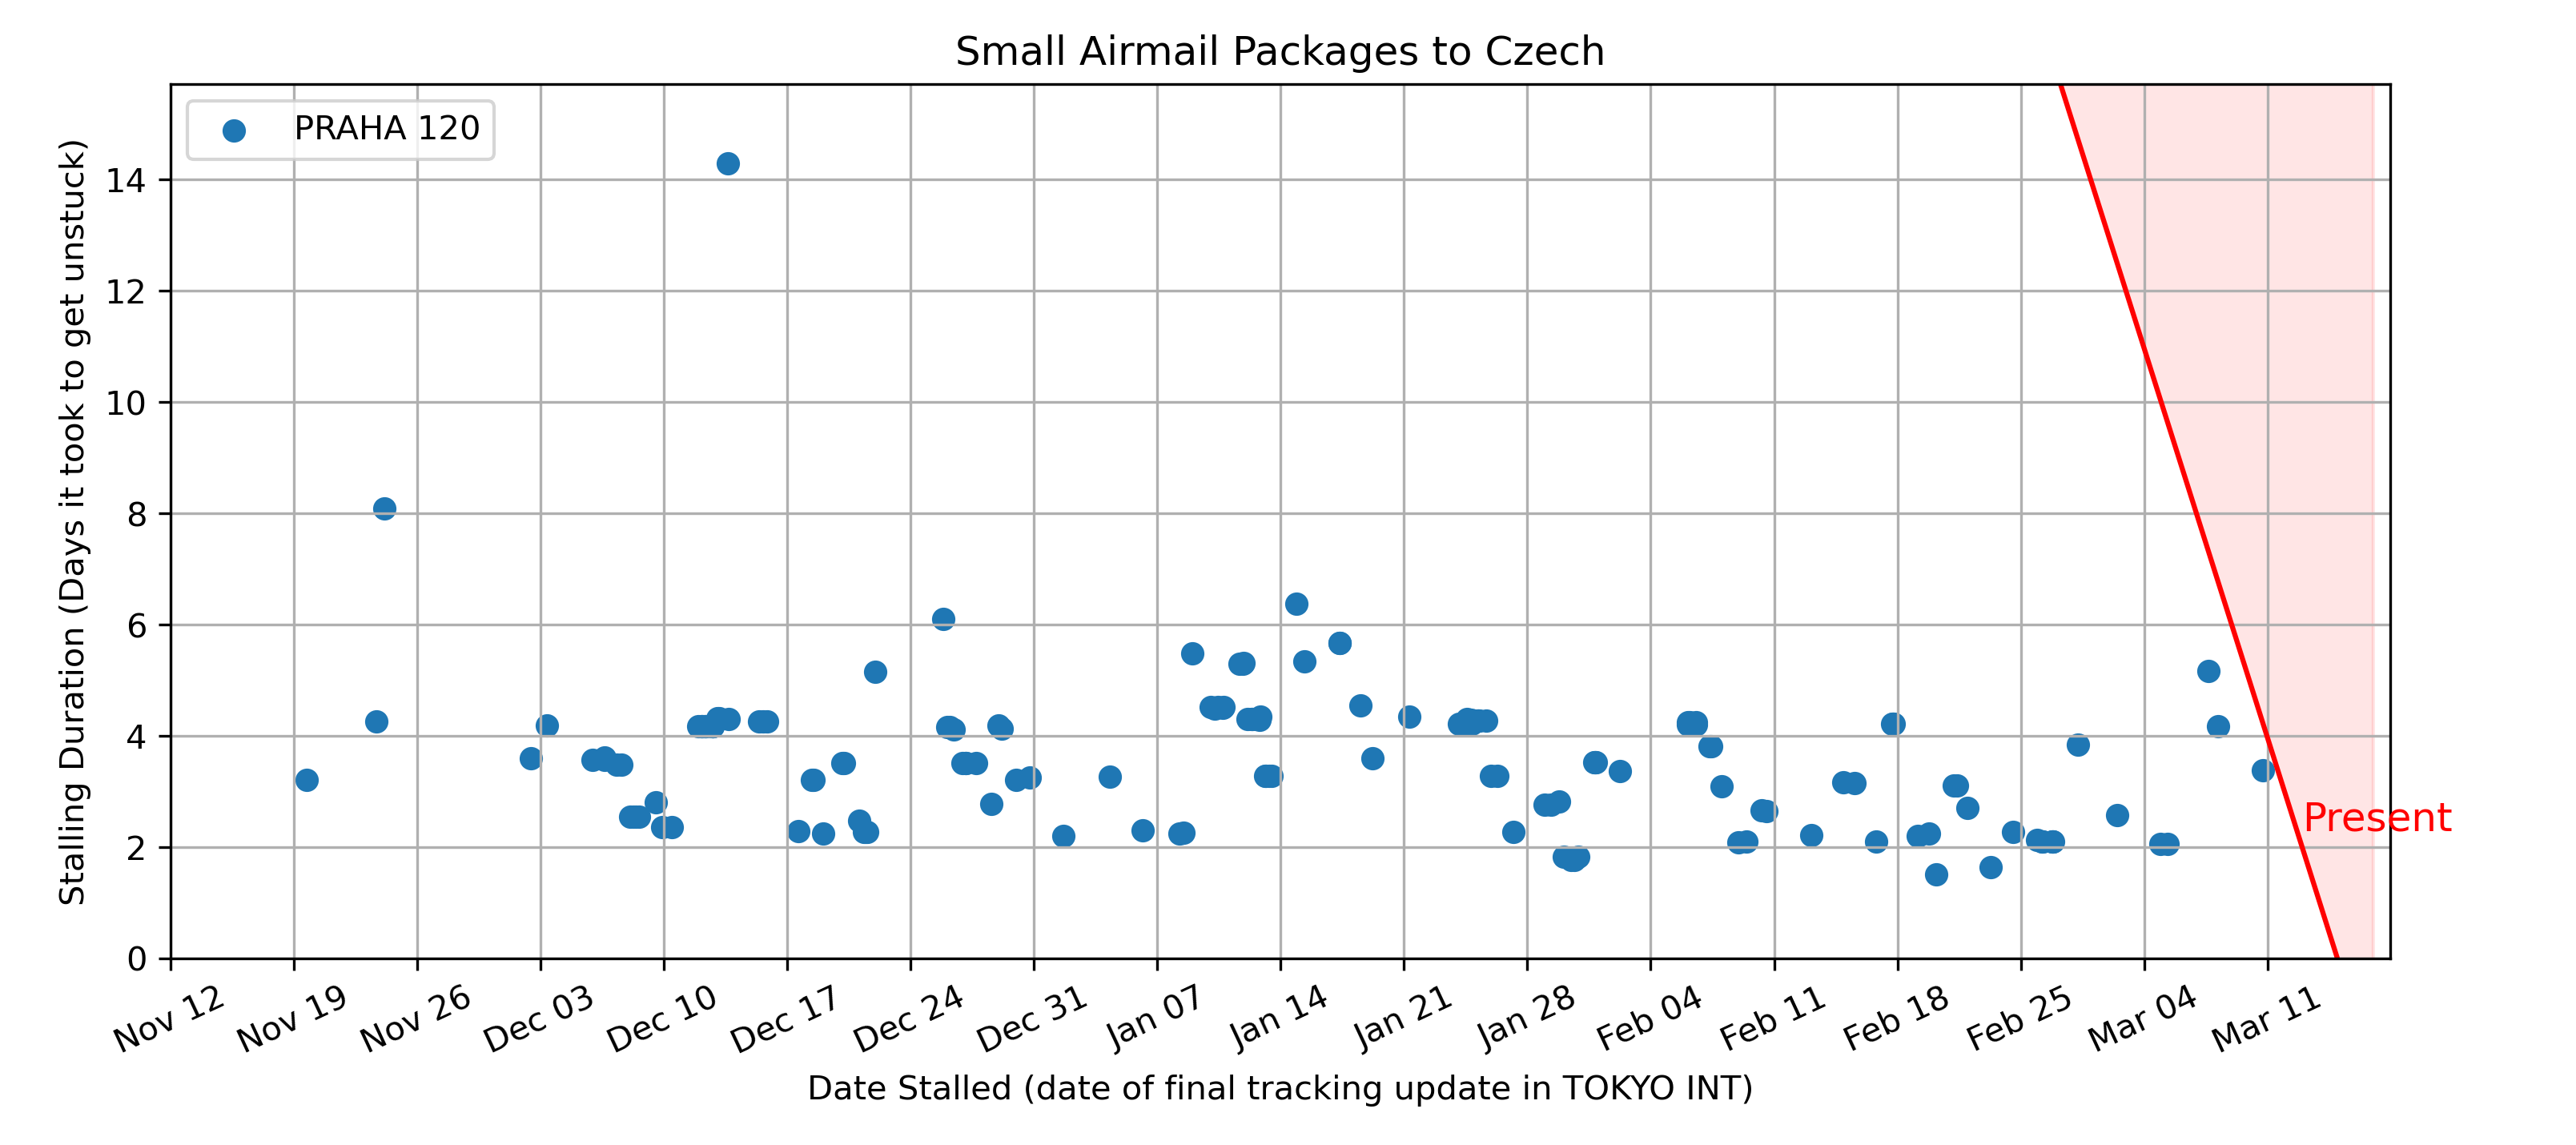 Small Airmail Packages to Czech
PRAHA 120
Stalling Duration (Days it took to get unstuck)
14
12
10
8
6
4
2
0
Present
Nov 12
Nov 19
Nov 26
Dec 03
Dec 10
Dec 17
Dec 24
Dec 31
Jan 07
Jan 14
Jan 21
Jan 28
Feb 04
Feb 11
Feb 18
Feb 25
Mar 04
Mar 11
Date Stalled (date of final tracking update in TOKYO INT)